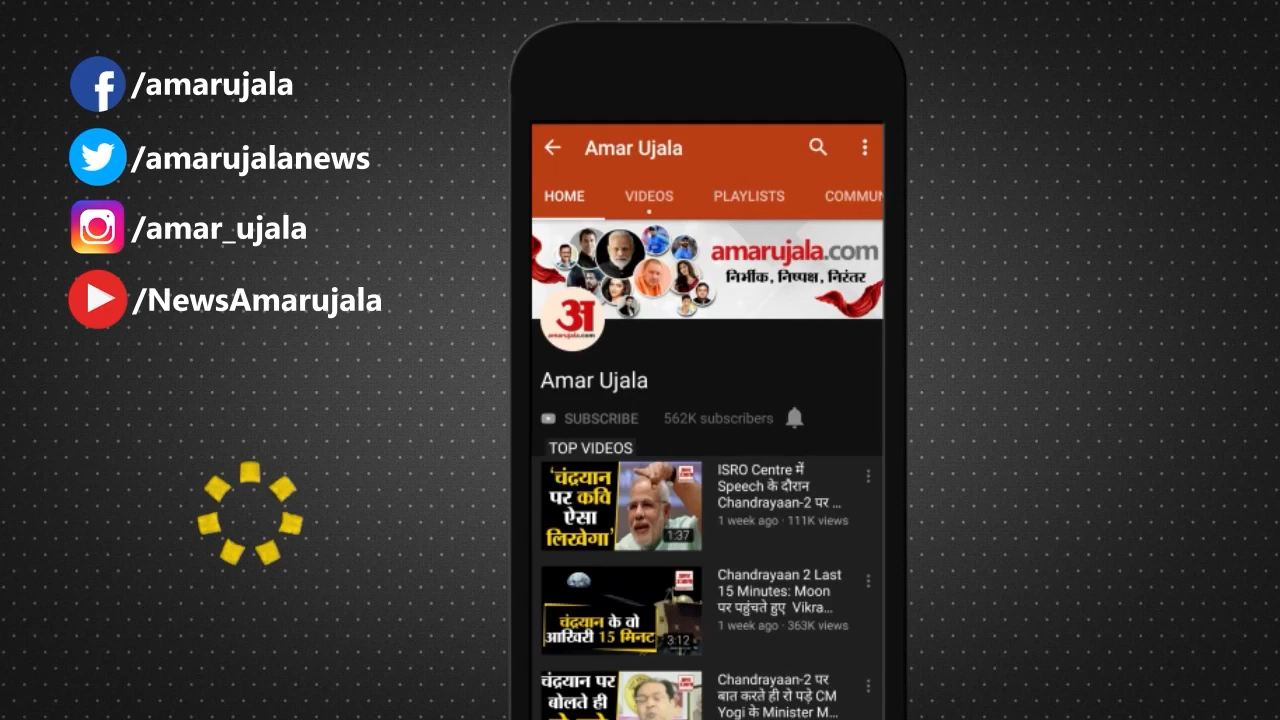 /amarujala
/amarujalanews
/amar_ujala
/NewsAmarujala
Amar Ujala
HOME VIDEOS PLAYLISTS COMMUN
amarujala.com
निर्भीक, निष्पक्ष, निरंतर
अ
amarujala.com
Amar Ujala
SUBSCRIBE 562K subscribers
TOP VIDEOS
'चंद्रयान
पर कवि
ऐसा
लिखेगा'
1:37
ISRO Centre में
Speech के दौरान
Chandrayaan-2 पर ...
1 week ago · 111K views
चंद्रयान के वो
आखिरी 15 मिनट
3:12
Chandrayaan 2 Last
15 Minutes: Moon
पर पहुंचते हुए Vikra...
1 week ago · 363K views
चंद्रयान पर
बोलते ही
Chandrayaan-2 पर
बात करते ही रो पड़े CM
Yogi के Minister M...